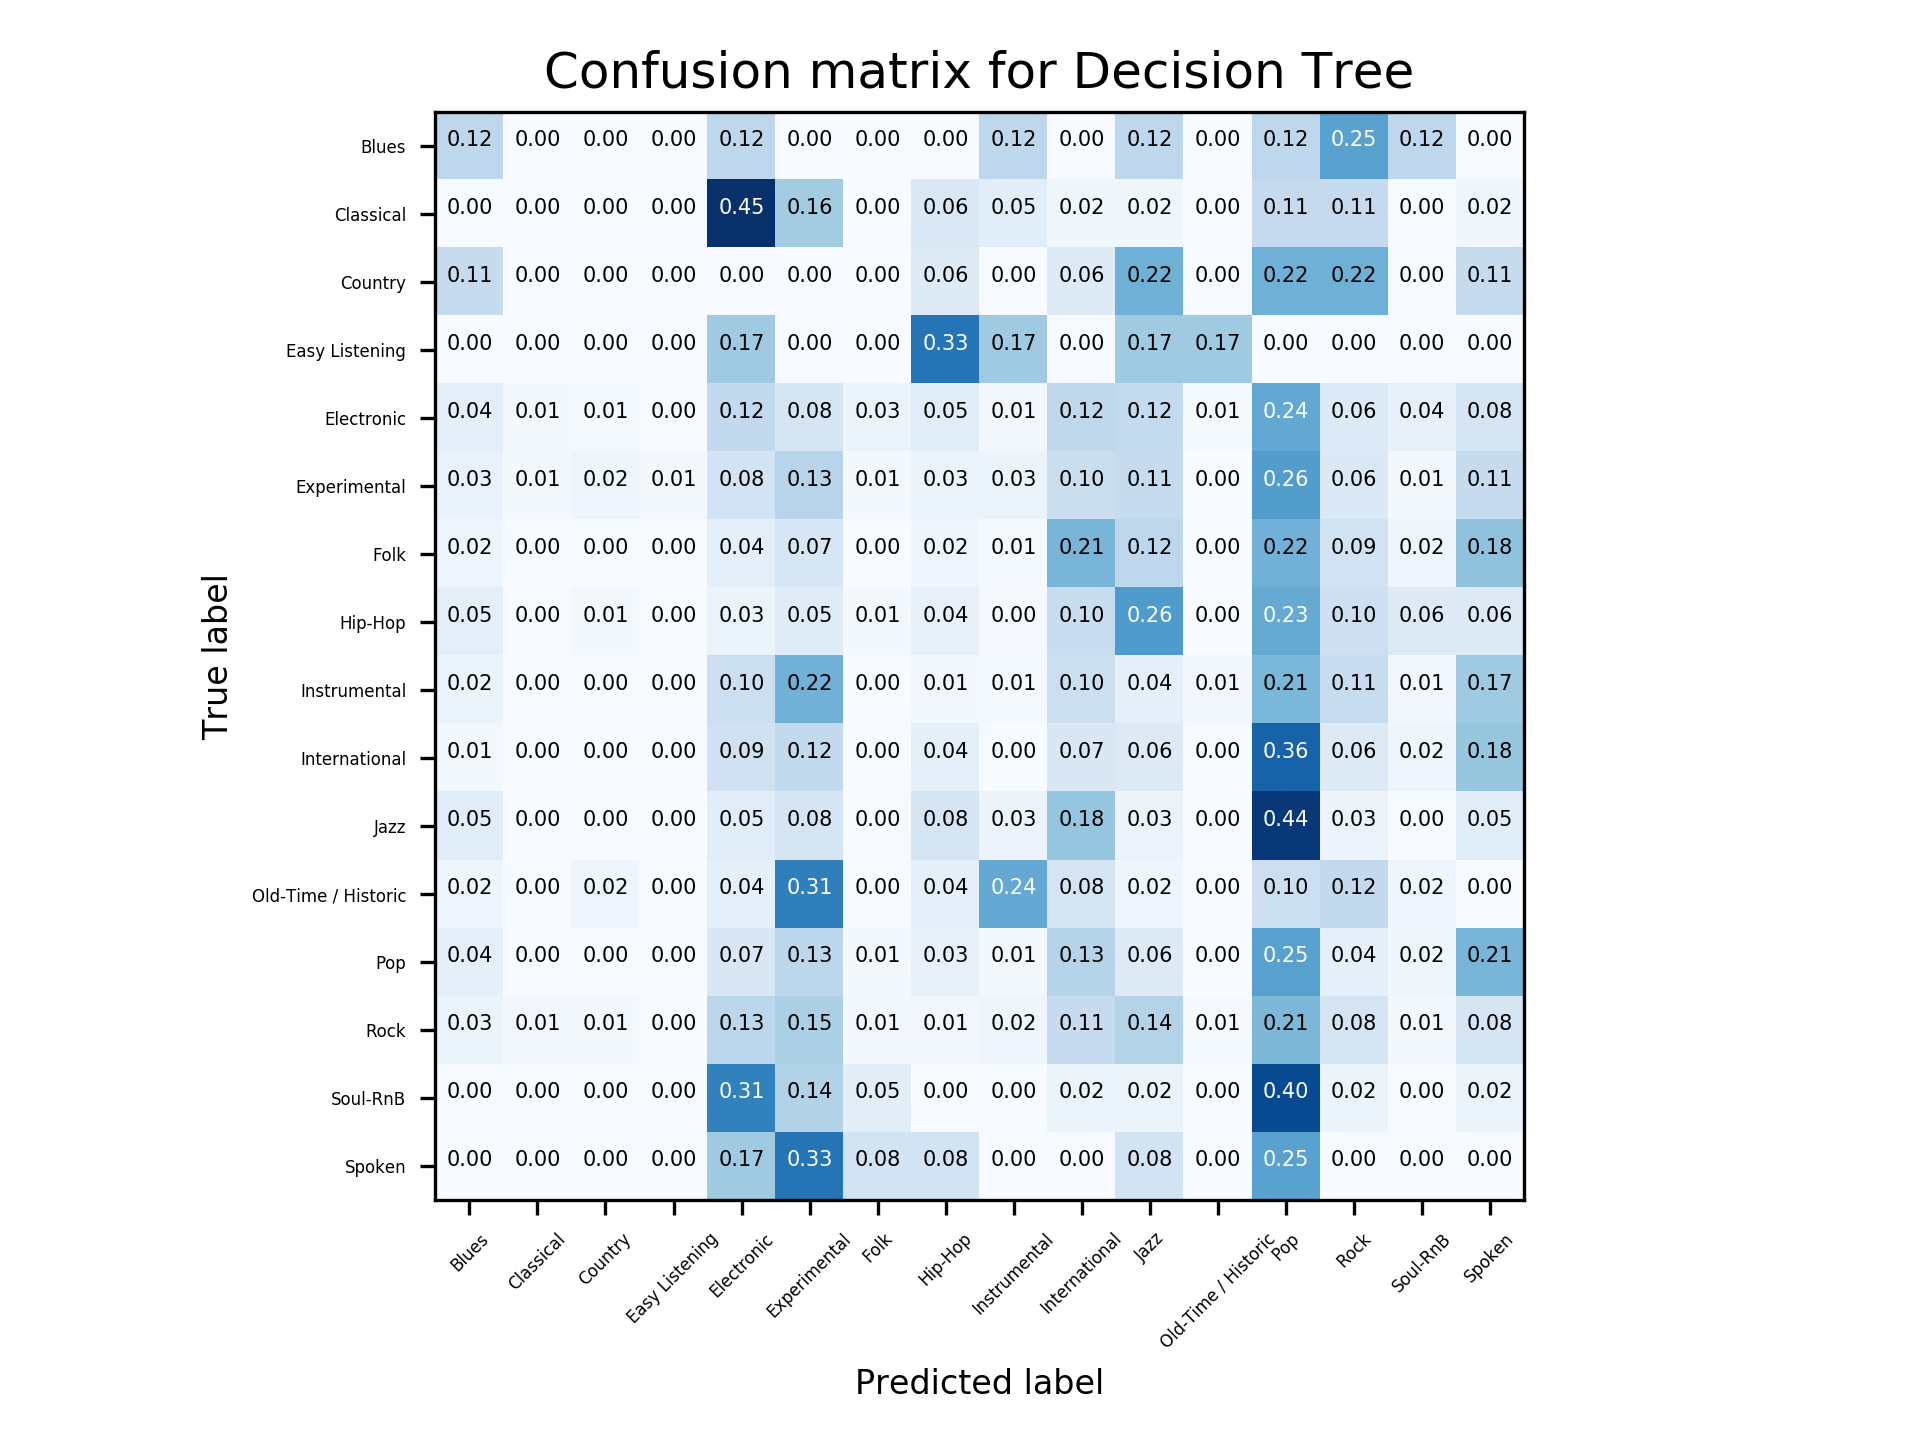 Confusion matrix for Decision Tree
True label
Blues 0.12 0.00 0.00 0.00 0.12 0.00 0.00 0.00 0.12 0.00 0.12 0.00 0.12 0.25 0.12 0.00
Classical 0.00 0.00 0.00 0.00 0.45 0.16 0.00 0.06 0.05 0.02 0.02 0.00 0.11 0.11 0.00 0.02
Country 0.11 0.00 0.00 0.00 0.00 0.00 0.00 0.06 0.00 0.06 0.22 0.00 0.22 0.22 0.00 0.11
Easy Listening 0.00 0.00 0.00 0.00 0.17 0.00 0.00 0.33 0.17 0.00 0.17 0.17 0.00 0.00 0.00 0.00
Electronic 0.04 0.01 0.01 0.00 0.12 0.08 0.03 0.05 0.01 0.12 0.12 0.01 0.24 0.06 0.04 0.08
Experimental 0.03 0.01 0.02 0.01 0.08 0.13 0.01 0.03 0.03 0.10 0.11 0.00 0.26 0.06 0.01 0.11
Folk 0.02 0.00 0.00 0.00 0.04 0.07 0.00 0.02 0.01 0.21 0.12 0.00 0.22 0.09 0.02 0.18
Hip-Hop 0.05 0.00 0.01 0.00 0.03 0.05 0.01 0.04 0.00 0.10 0.26 0.00 0.23 0.10 0.06 0.06
Instrumental 0.02 0.00 0.00 0.00 0.10 0.22 0.00 0.01 0.01 0.10 0.04 0.01 0.21 0.11 0.01 0.17
International 0.01 0.00 0.00 0.00 0.09 0.12 0.00 0.04 0.00 0.07 0.06 0.00 0.36 0.06 0.02 0.18
Jazz 0.05 0.00 0.00 0.00 0.05 0.08 0.00 0.08 0.03 0.18 0.03 0.00 0.44 0.03 0.00 0.05
Old-Time / Historic 0.02 0.00 0.02 0.00 0.04 0.31 0.00 0.04 0.24 0.08 0.02 0.00 0.10 0.12 0.02 0.00
Pop 0.04 0.00 0.00 0.00 0.07 0.13 0.01 0.03 0.01 0.13 0.06 0.00 0.25 0.04 0.02 0.21
Rock 0.03 0.01 0.01 0.00 0.13 0.15 0.01 0.01 0.02 0.11 0.14 0.01 0.21 0.08 0.01 0.08
Soul-RnB 0.00 0.00 0.00 0.00 0.31 0.14 0.05 0.00 0.00 0.02 0.02 0.00 0.40 0.02 0.00 0.02
Spoken 0.00 0.00 0.00 0.00 0.17 0.33 0.08 0.08 0.00 0.00 0.08 0.00 0.25 0.00 0.00 0.00
Blues Classical Country Easy Listening Electronic Experimental Folk Hip-Hop Instrumental International Jazz Old-Time / Historic Pop Rock Soul-RnB Spoken
Predicted label